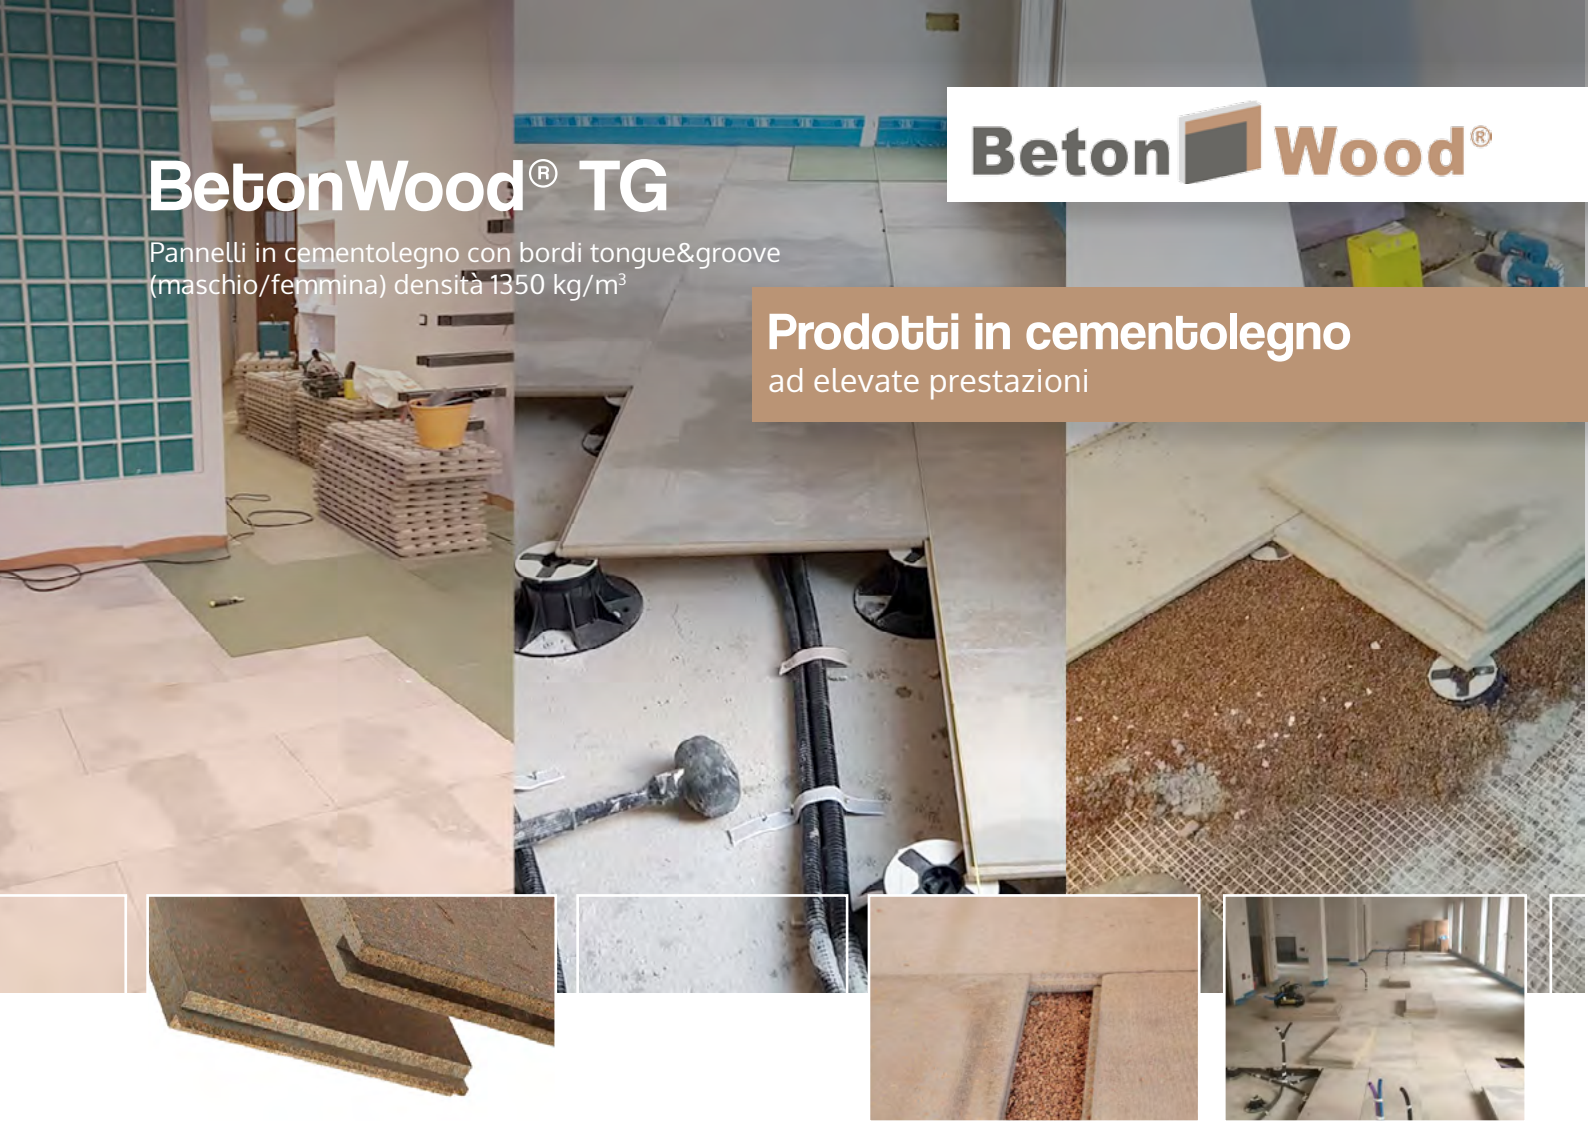 BetonWood® TG
Pannelli in cementolegno con bordi tongue&groove
(maschio/femmina) densità 1350 kg/m³
Beton Wood®
Prodotti in cementolegno
ad elevate prestazioni